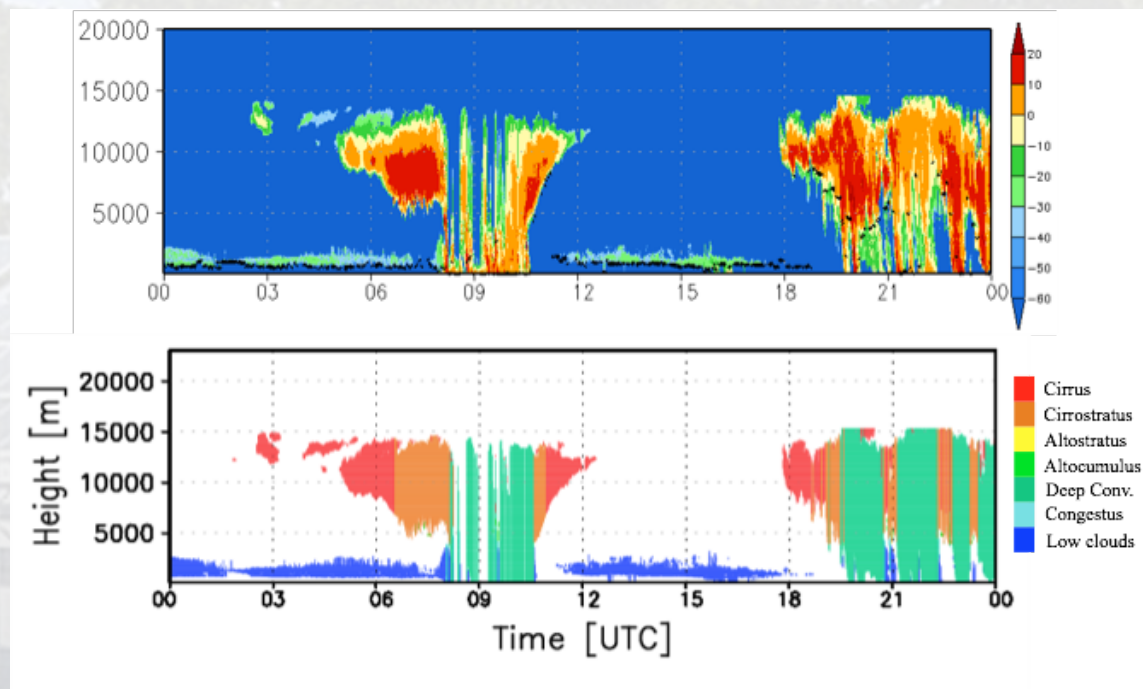 20000
15000
10000
5000
00 03 06 09 12 15 18 21 00
20
10
0
-10
-20
-30
-40
-50
-60
Height [m]
20000
15000
10000
5000
00 03 06 09 12 15 18 21 00
Time [UTC]
Cirrus
Cirrostratus
Altostratus
Altocumulus
Deep Conv.
Congestus
Low clouds